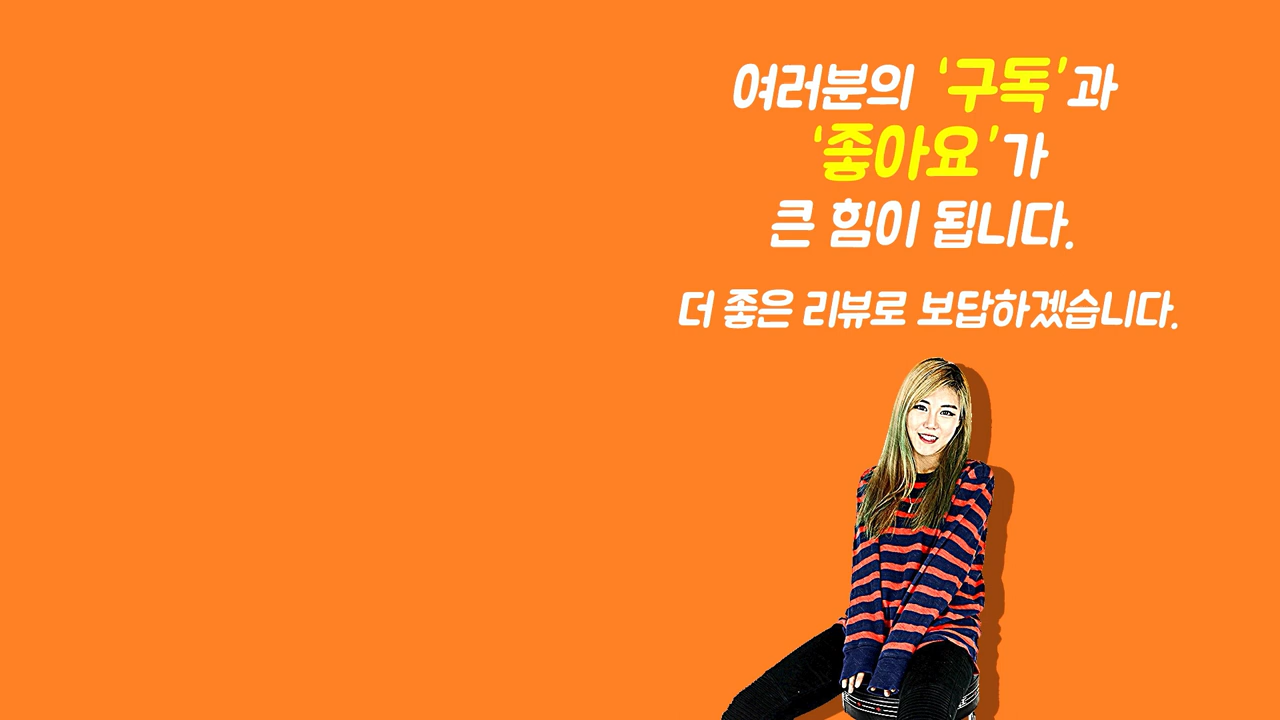 여러분의 ‘구독’과
‘좋아요’가
큰 힘이 됩니다.
더 좋은 리뷰로 보답하겠습니다.